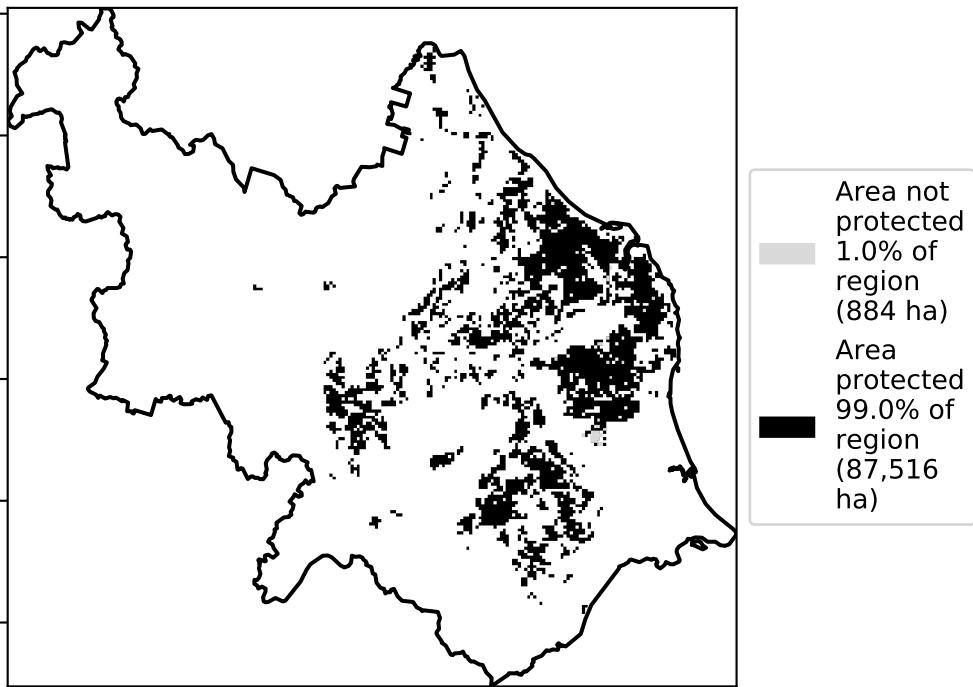 Area not
protected
1.0% of
region
(884 ha)
Area
protected
99.0% of
region
(87,516
ha)